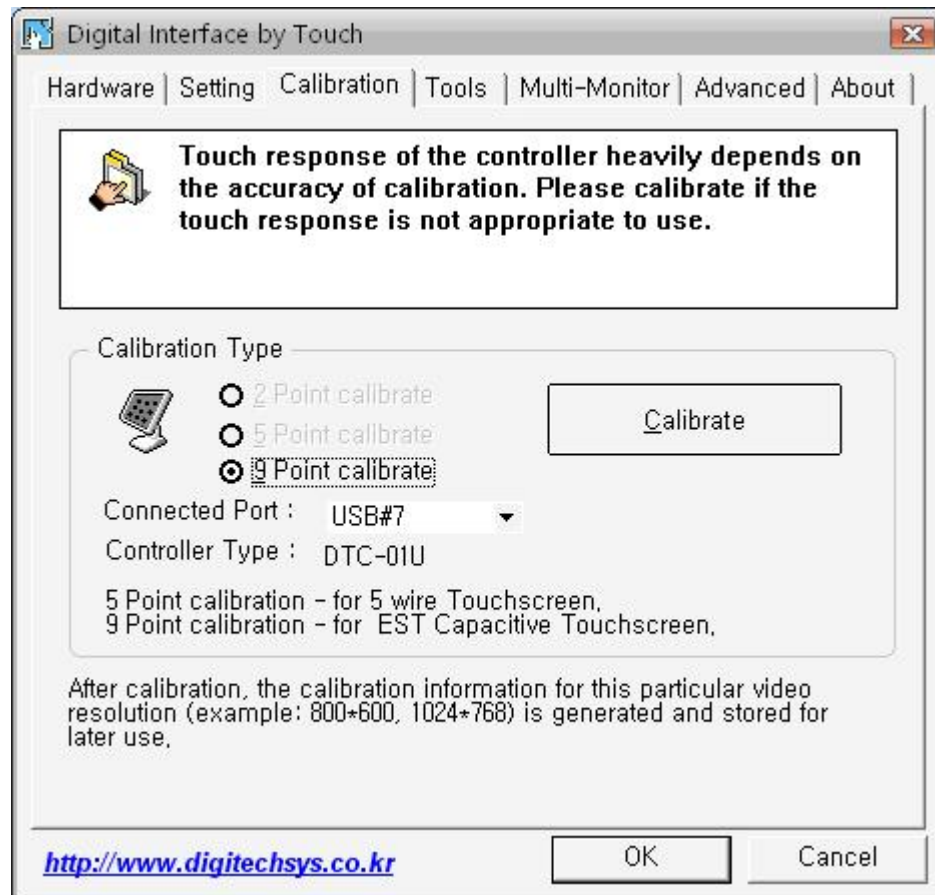 Digital Interface by Touch
Hardware Setting Calibration Tools Multi-Monitor Advanced About
Touch response of the controller heavily depends on
the accuracy of calibration. Please calibrate if the
touch response is not appropriate to use.
Calibration Type
2 Point calibrate
5 Point calibrate
9 Point calibrate
Calibrate
Connected Port : USB#7
Controller Type : DTC-01U
5 Point calibration - for 5 wire Touchscreen,
9 Point calibration - for EST Capacitive Touchscreen,
After calibration, the calibration information for this particular video
resolution (example: 800*600, 1024*768) is generated and stored for
later use,
http://www.digitechsys.co.kr
OK Cancel